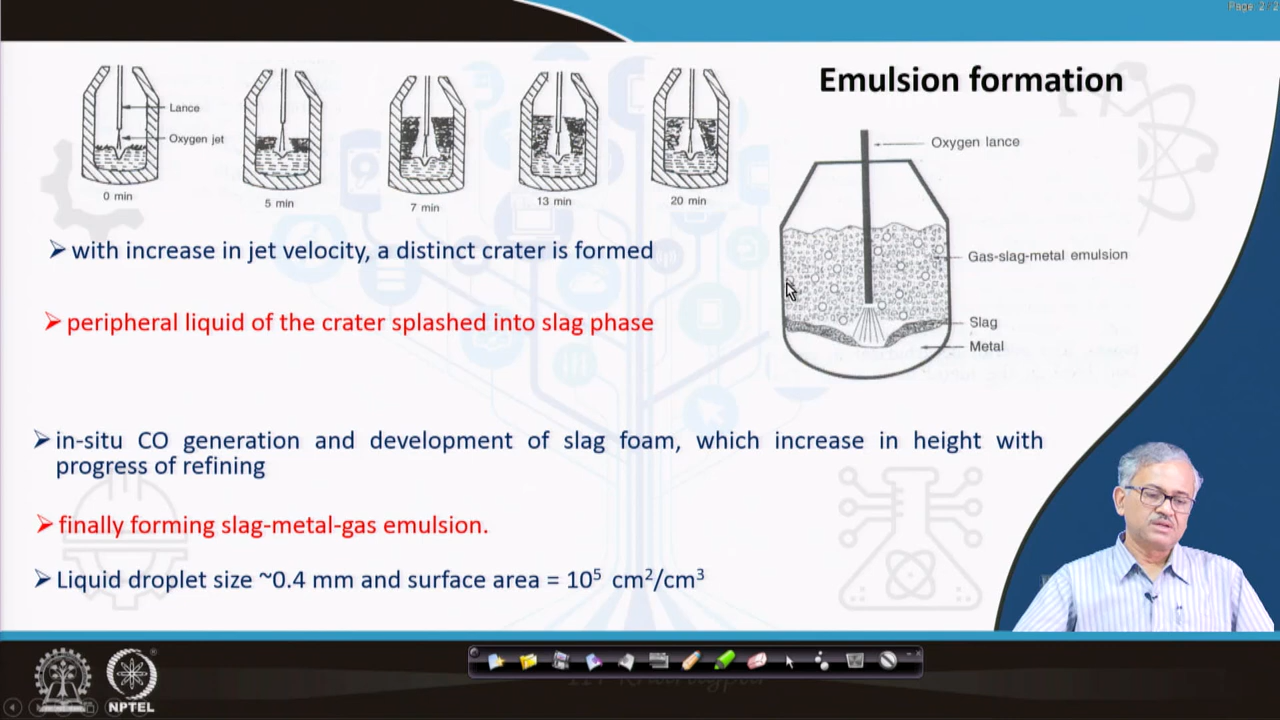 Page 2/2
Emulsion formation
Lance
Oxygen jet
0 min
5 min
7 min
13 min
20 min
Oxygen lance
Gas-slag-metal emulsion
Slag
Metal
➢ with increase in jet velocity, a distinct crater is formed
➢ peripheral liquid of the crater splashed into slag phase
➢ in-situ CO generation and development of slag foam, which increase in height with
progress of refining
➢ finally forming slag-metal-gas emulsion.
➢ Liquid droplet size ~0.4 mm and surface area = 10⁵ cm²/cm³
NPTEL